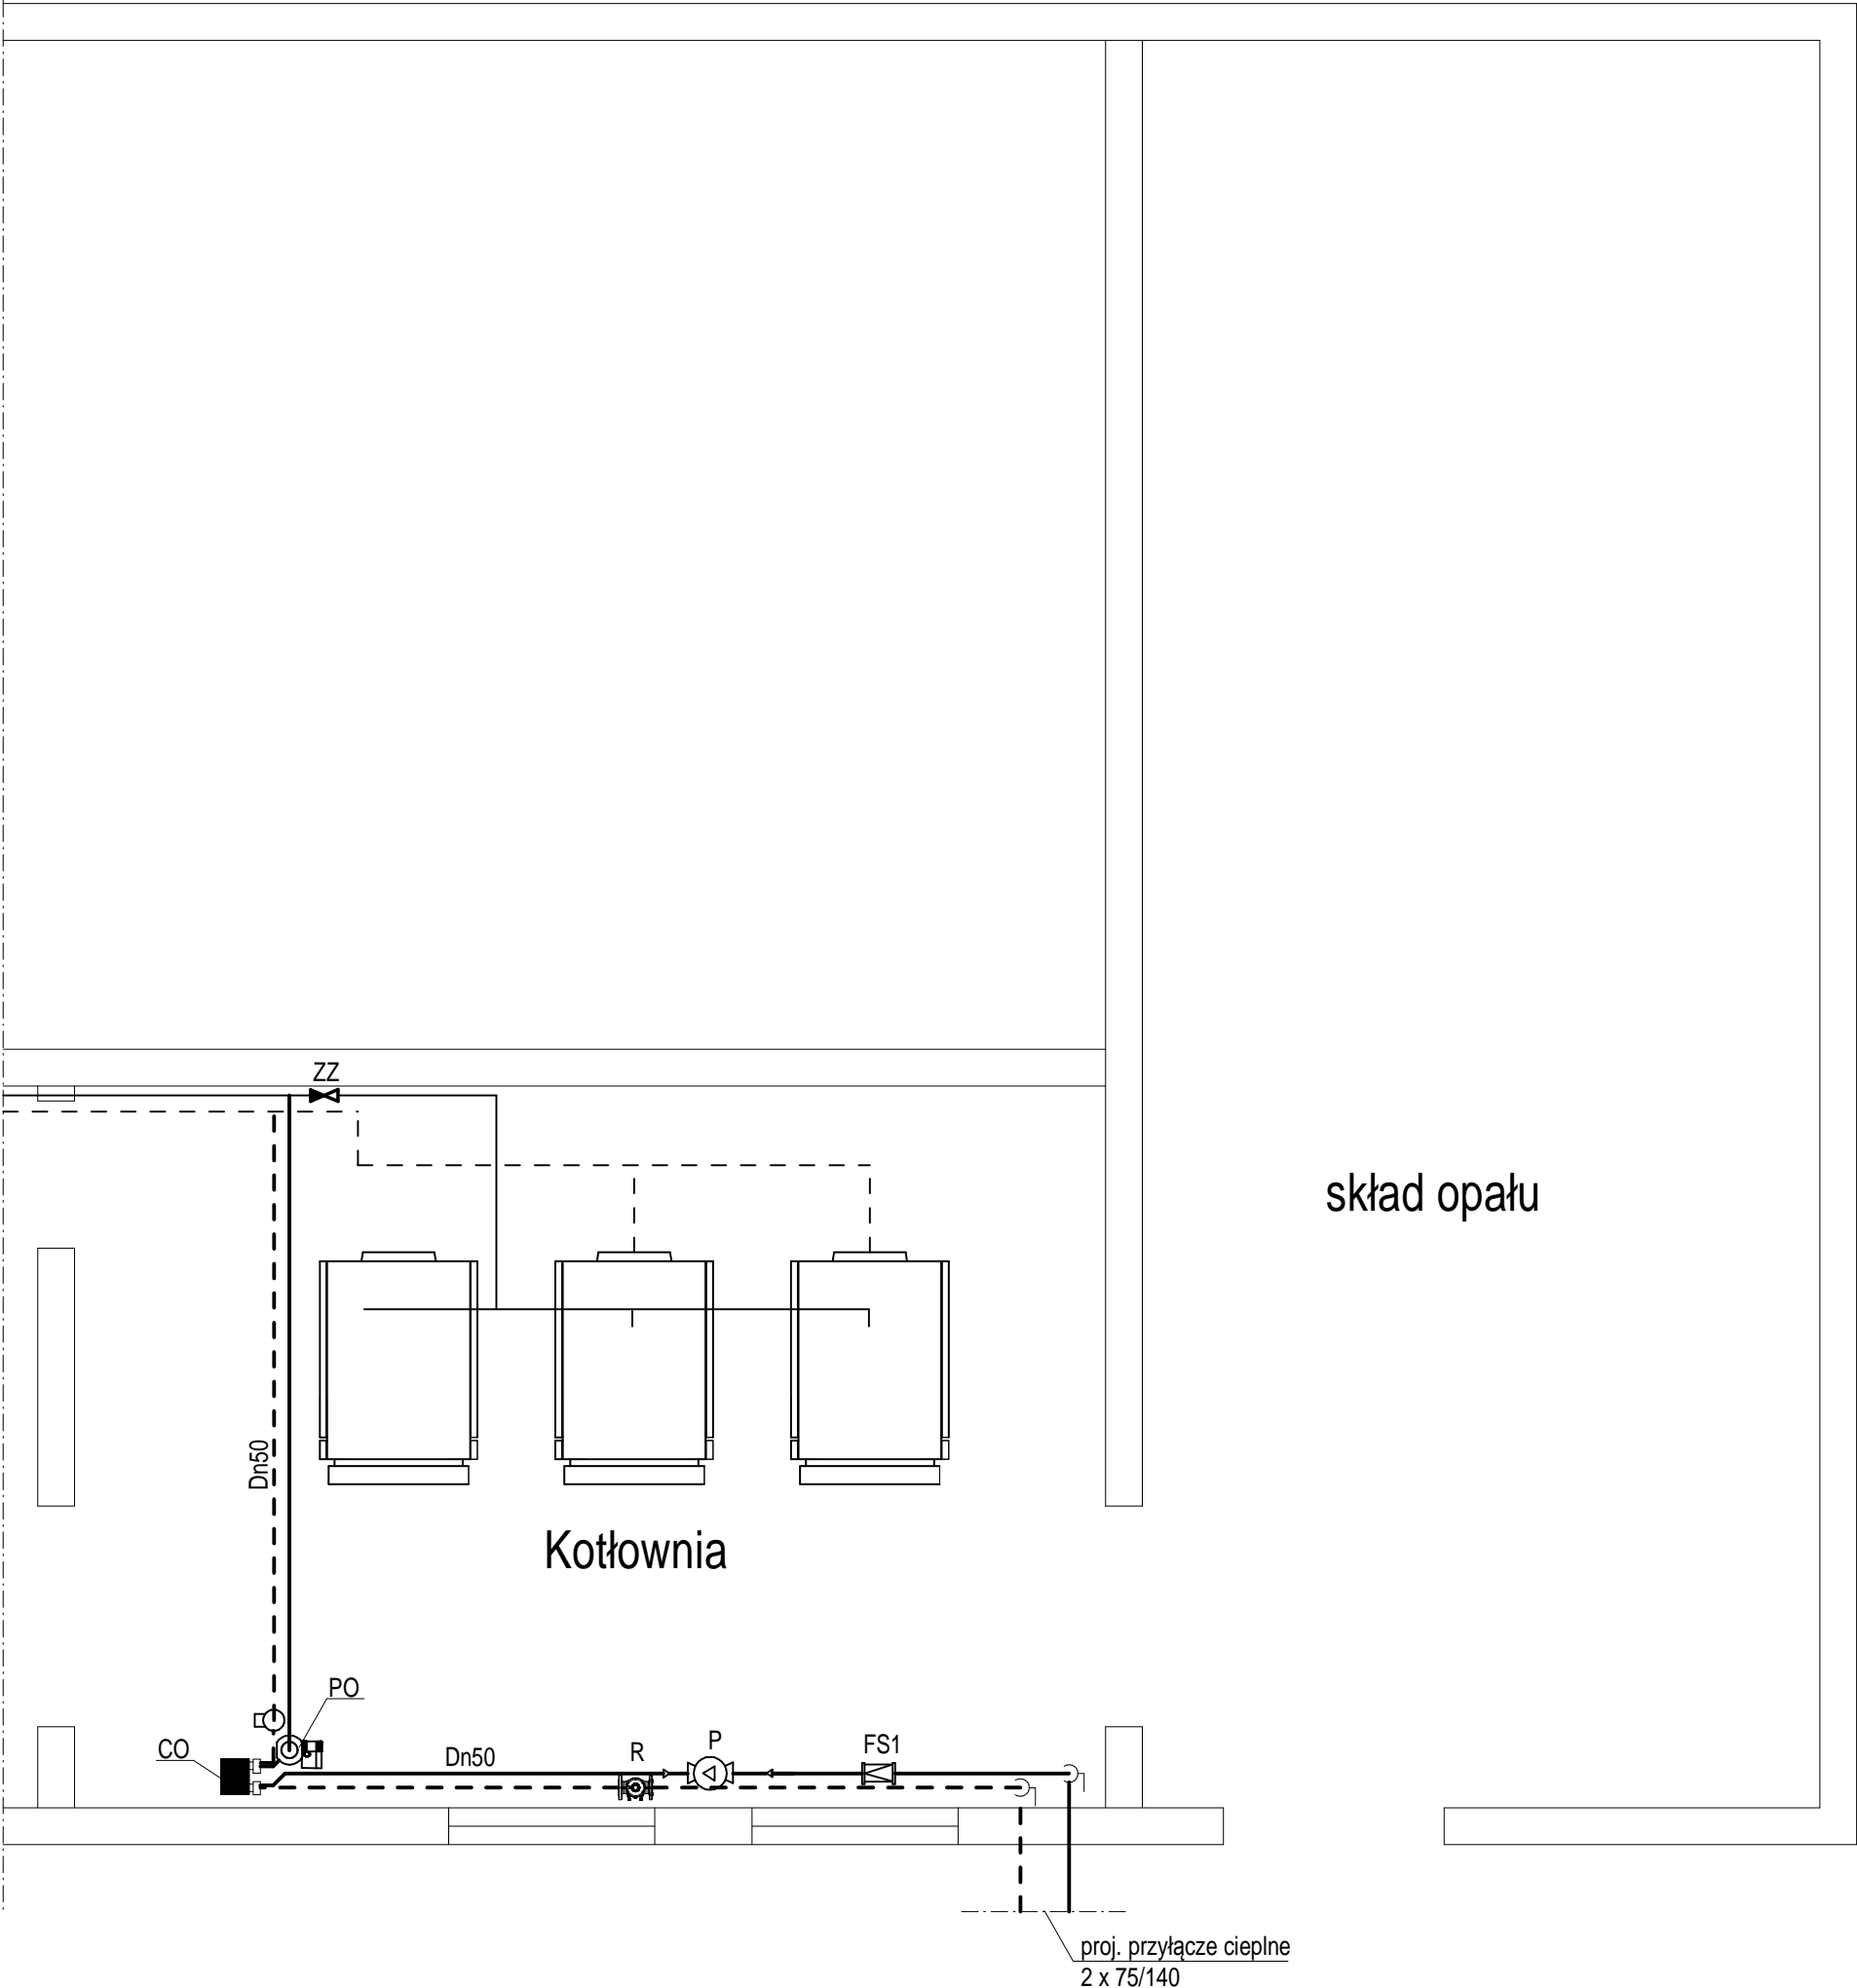 ZZ
skład opału
Dn50
Kotłownia
PO
CO
Dn50
R
P
FS1
proj. przyłącze cieplne
2 x 75/140